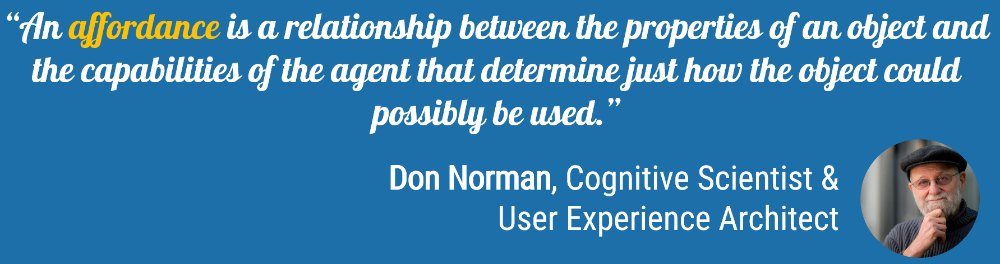 “An affordance is a relationship between the properties of an object and
the capabilities of the agent that determine just how the object could
possibly be used.”
Don Norman, Cognitive Scientist &
User Experience Architect